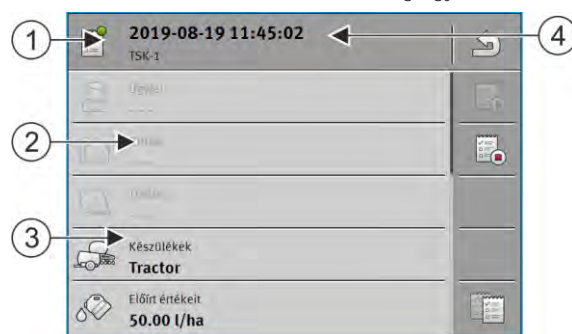 1
2019-08-19 11:45:02
4
TSK-1
Ügyfél
2
3
Készülékek
Tractor
Előírt értékeit
50.00 l/ha